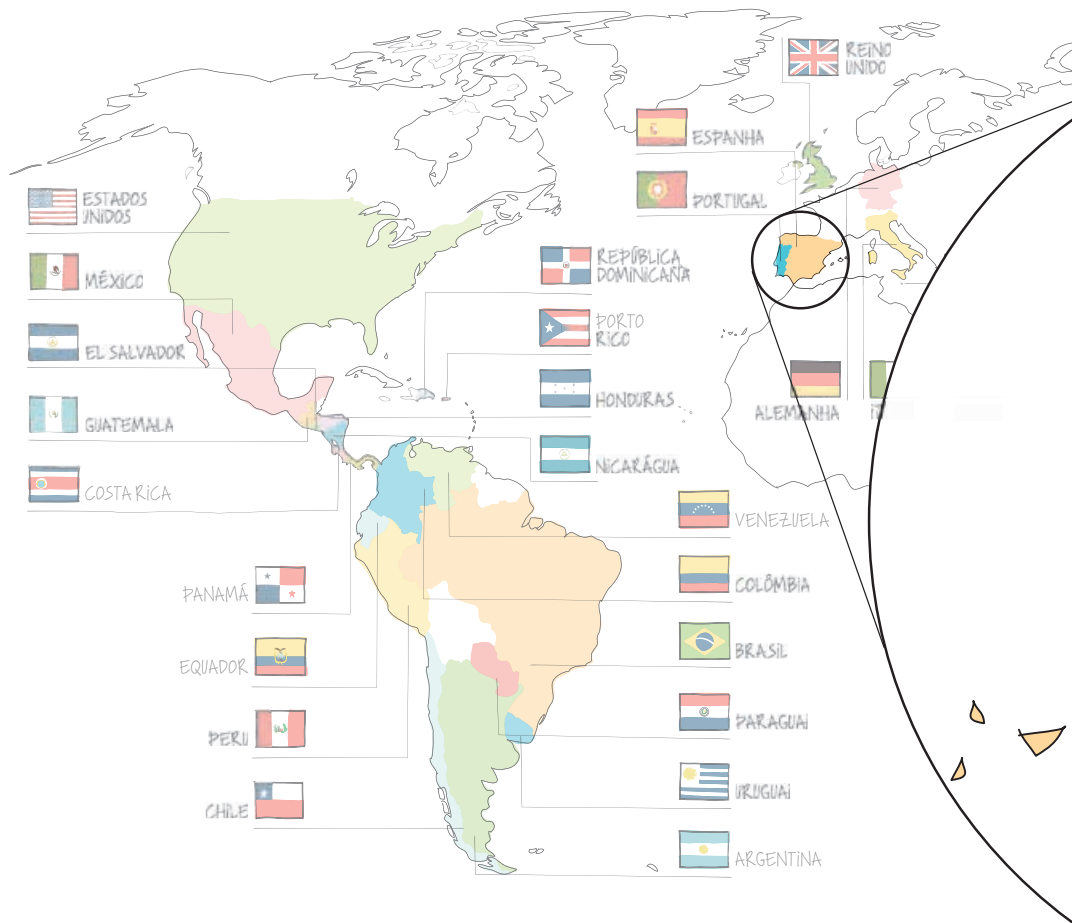 REINO
UNIDO
ESPANHA
PORTUGAL
ESTADOS
UNIDOS
MÉXICO
EL SALVADOR
GUATEMALA
COSTA RICA
REPÚBLICA
DOMINICANA
PORTO
RICO
HONDURAS
NICARÁGUA
ALEMANHA
PANAMÁ
EQUADOR
PERU
CHILE
VENEZUELA
COLÔMBIA
BRASIL
PARAGUAI
URUGUAI
ARGENTINA